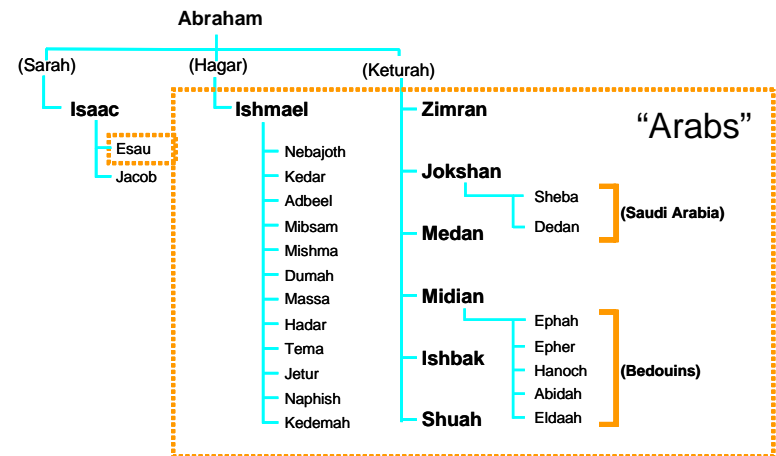 Abraham
(Sarah)
(Hagar)
(Keturah)
Isaac
Esau
Jacob
Ishmael
Nebajoth
Kedar
Adbeel
Mibsam
Mishma
Dumah
Massa
Hadar
Tema
Jetur
Naphish
Kedemah
Zimran
Jokshan
Sheba
Dedan
(Saudi Arabia)
Medan
Midian
Ephah
Epher
Hanoch
Abidah
Eldaah
(Bedouins)
Ishbak
Shuah
“Arabs”